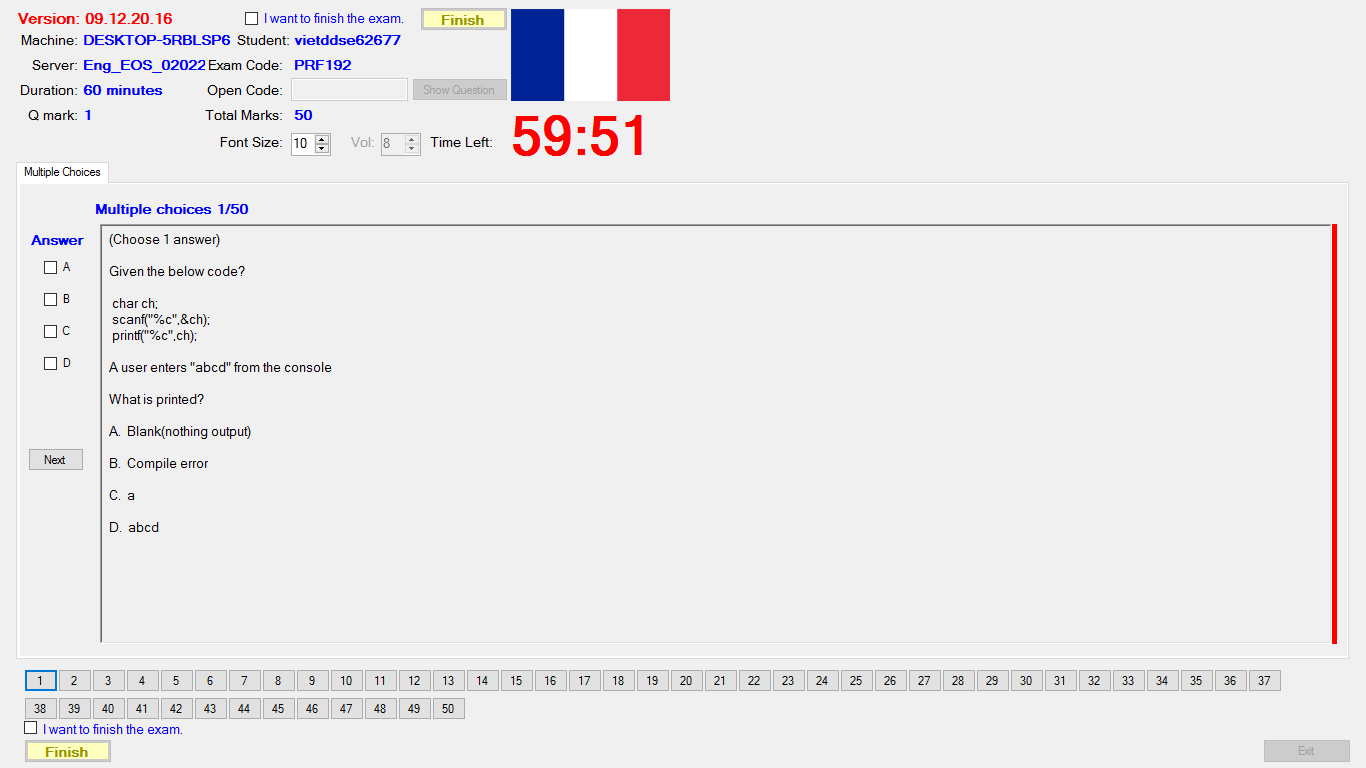 Version: 09.12.20.16
I want to finish the exam.
Finish
Machine: DESKTOP-5RBLSP6 Student: vietddse62677
Server: Eng_EOS_02022 Exam Code: PRF192
Duration: 60 minutes Open Code: Show Question
Q mark: 1 Total Marks: 50
Font Size: 10 Vol: 8 Time Left: 59:51
Multiple Choices
Multiple choices 1/50
Answer
A
B
C
D
Next
(Choose 1 answer)
Given the below code?
char ch;
scanf("%c",&ch);
printf("%c",ch);
A user enters "abcd" from the console
What is printed?
A. Blank(nothing output)
B. Compile error
C. a
D. abcd
1 2 3 4 5 6 7 8 9 10 11 12 13 14 15 16 17 18 19 20 21 22 23 24 25 26 27 28 29 30 31 32 33 34 35 36 37
38 39 40 41 42 43 44 45 46 47 48 49 50
I want to finish the exam.
Finish
Exit